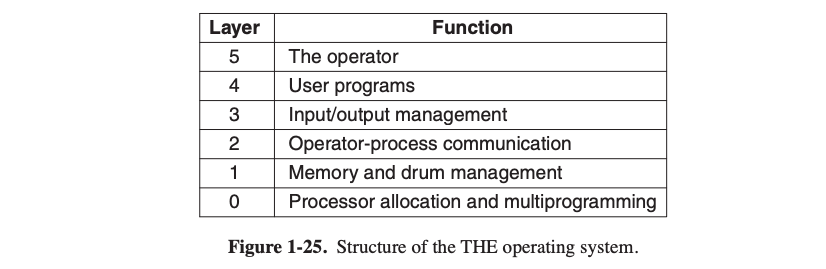 Layer Function
5 The operator
4 User programs
3 Input/output management
2 Operator-process communication
1 Memory and drum management
0 Processor allocation and multiprogramming
Figure 1-25. Structure of the THE operating system.